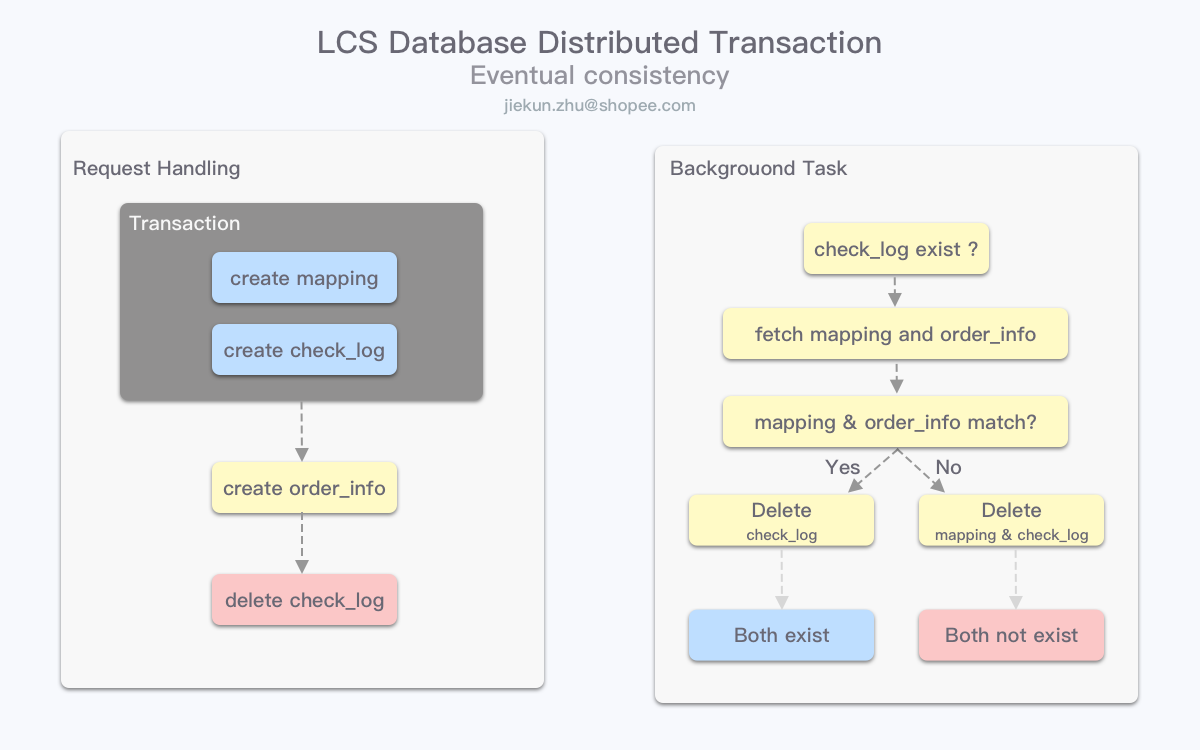 LCS Database Distributed Transaction
Eventual consistency
jiekun.zhu@shopee.com
Request Handling
Transaction
create mapping
create check_log
create order_info
delete check_log
Backgruond Task
check_log exist ?
fetch mapping and order_info
mapping & order_info match?
Yes
No
Delete
check_log
Delete
mapping & check_log
Both exist
Both not exist